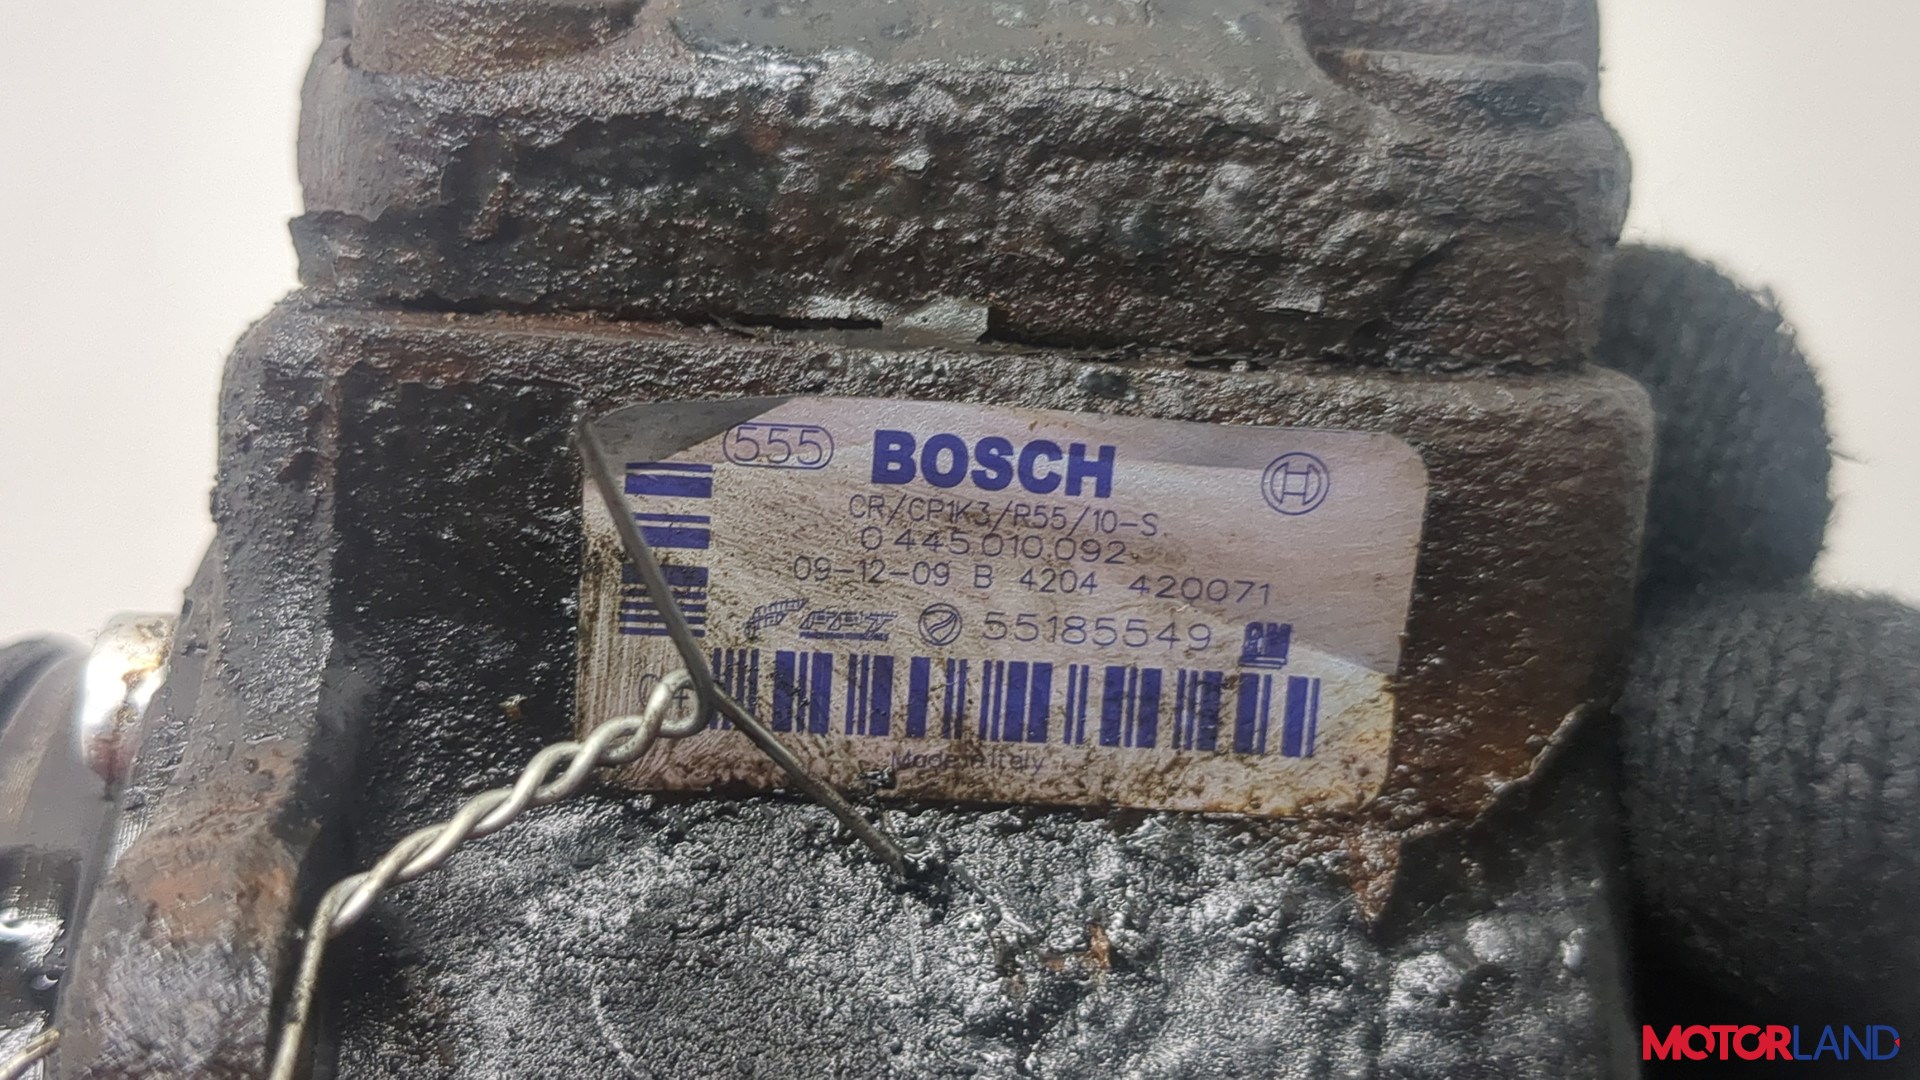 555 BOSCH
CR/CP1K3/R55/10-S
0 445 010 092
09-12-09 B 4204 420071
55185549 GM
Made in Italy
MOTORLAND